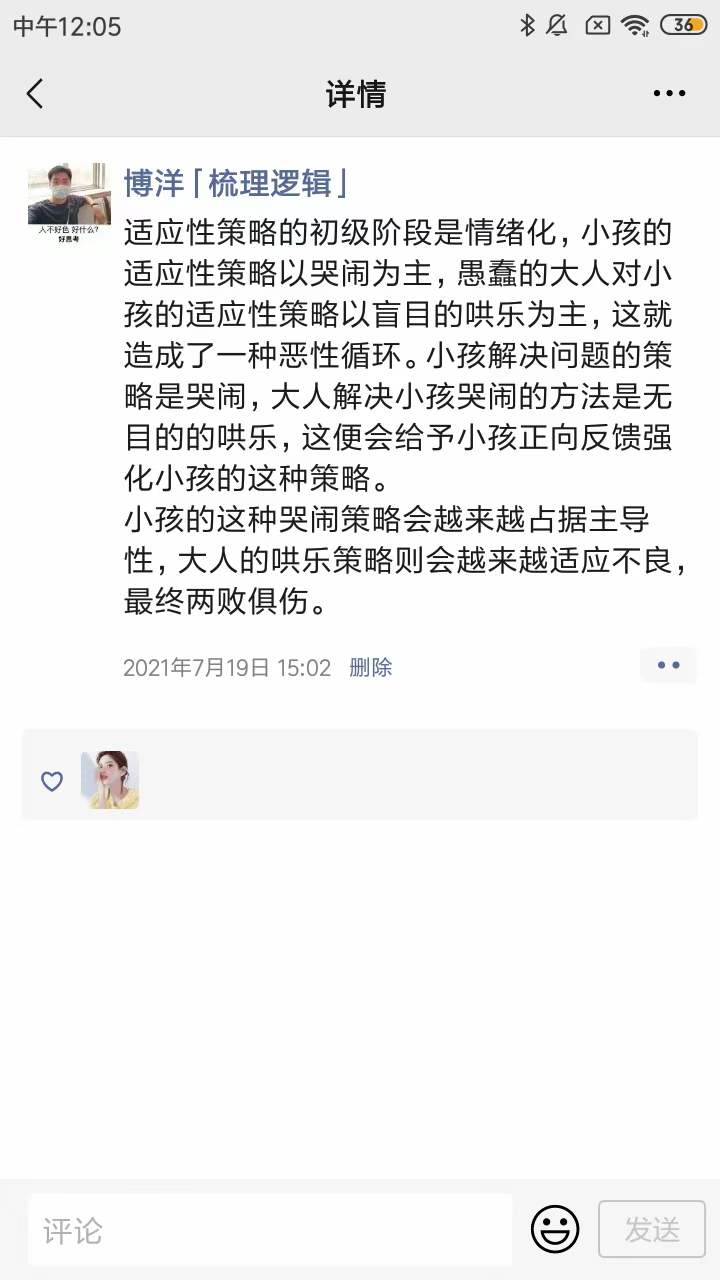 中午12:05
36
详情
博洋「梳理逻辑」
人不好色 好什么?
好思考
适应性策略的初级阶段是情绪化，小孩的
适应性策略以哭闹为主，愚蠢的大人对小
孩的适应性策略以盲目的哄乐为主，这就
造成了一种恶性循环。小孩解决问题的策
略是哭闹，大人解决小孩哭闹的方法是无
目的的哄乐，这便会给予小孩正向反馈强
化小孩的这种策略。
小孩的这种哭闹策略会越来越占据主导
性，大人的哄乐策略则会越来越适应不良，
最终两败俱伤。
2021年7月19日 15:02 删除
评论
发送